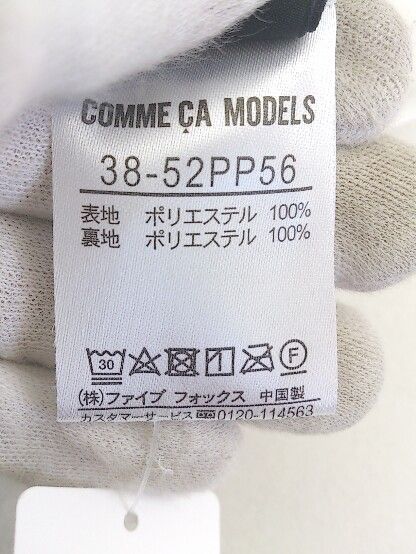 COMME ÇA MODELS
38-52PP56
表地 ポリエステル 100%
裏地 ポリエステル 100%
30 F
(株)ファイブ フォックス 中国製
カスタマーサービス 0120-114563